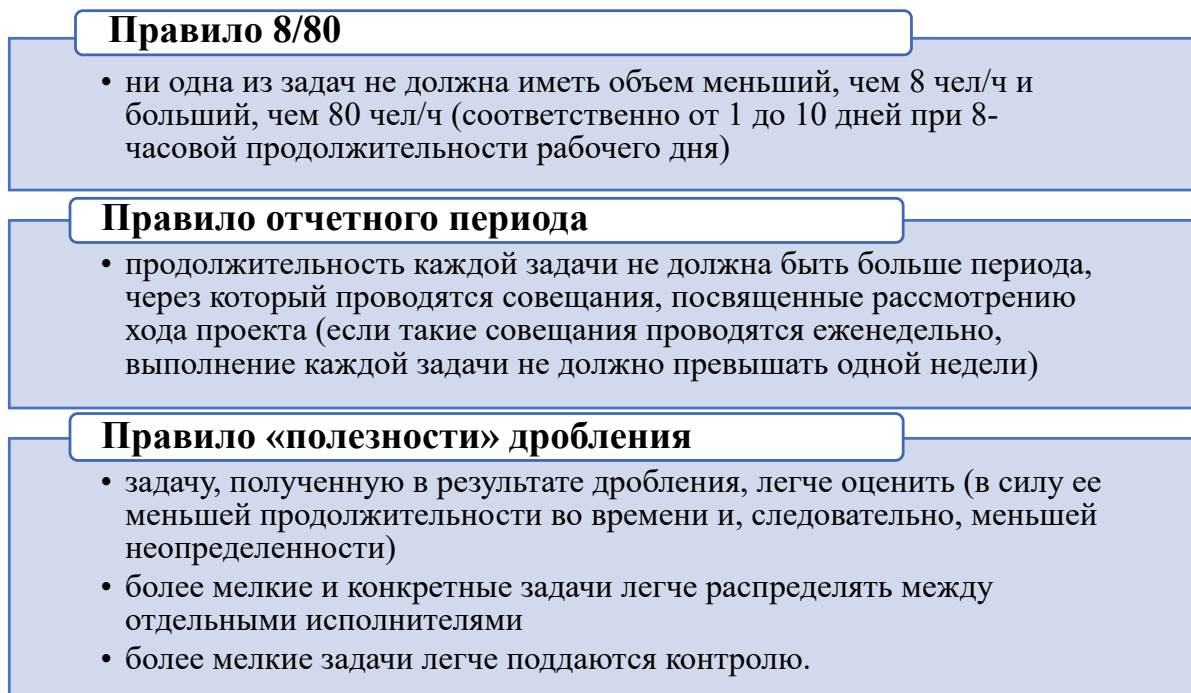 Правило 8/80
• ни одна из задач не должна иметь объем меньший, чем 8 чел/ч и
больший, чем 80 чел/ч (соответственно от 1 до 10 дней при 8-
часовой продолжительности рабочего дня)
Правило отчетного периода
• продолжительность каждой задачи не должна быть больше периода,
через который проводятся совещания, посвященные рассмотрению
хода проекта (если такие совещания проводятся еженедельно,
выполнение каждой задачи не должно превышать одной недели)
Правило «полезности» дробления
• задачу, полученную в результате дробления, легче оценить (в силу ее
меньшей продолжительности во времени и, следовательно, меньшей
неопределенности)
• более мелкие и конкретные задачи легче распределять между
отдельными исполнителями
• более мелкие задачи легче поддаются контролю.